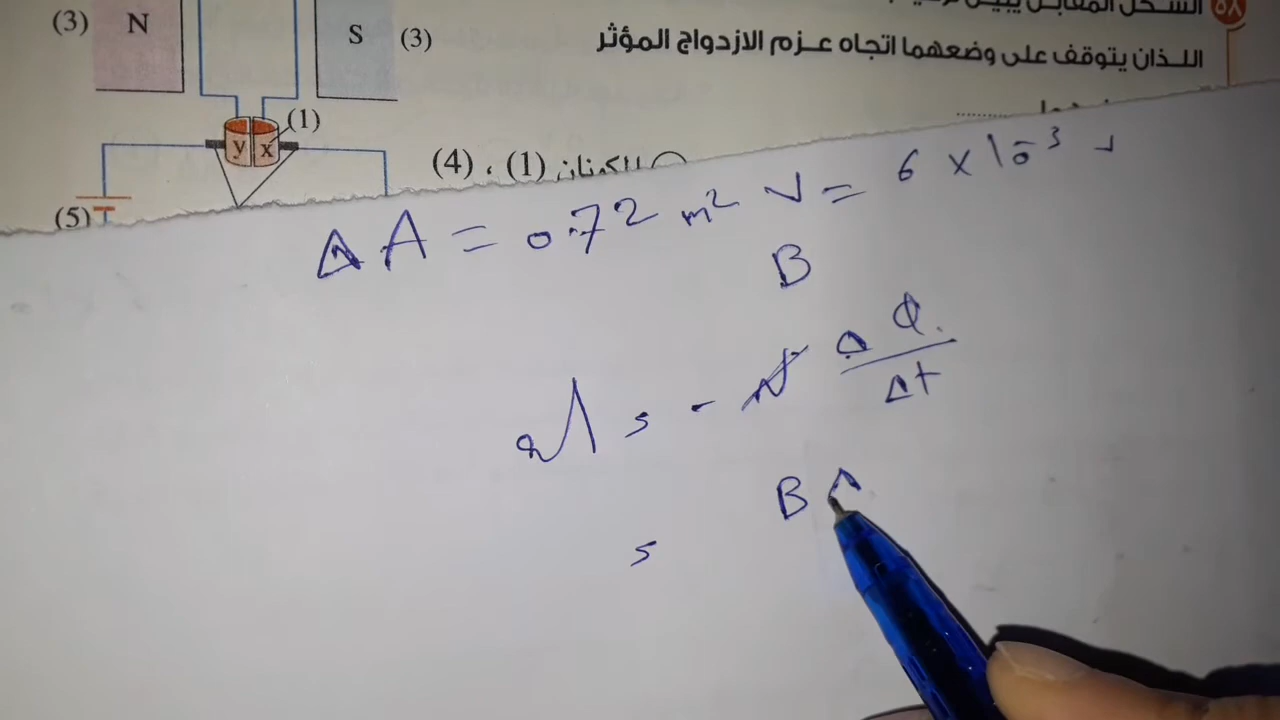 (3) N S (3)
اللذان يتوقف على وضعهما اتجاه عزم الازدواج المؤثر
(1)
y x
المكونان (1) ، (4)
(5)
ΔA = 0.72 m² V = 6 × 10⁻³ v
B
= - N Δφ / Δt
B
=